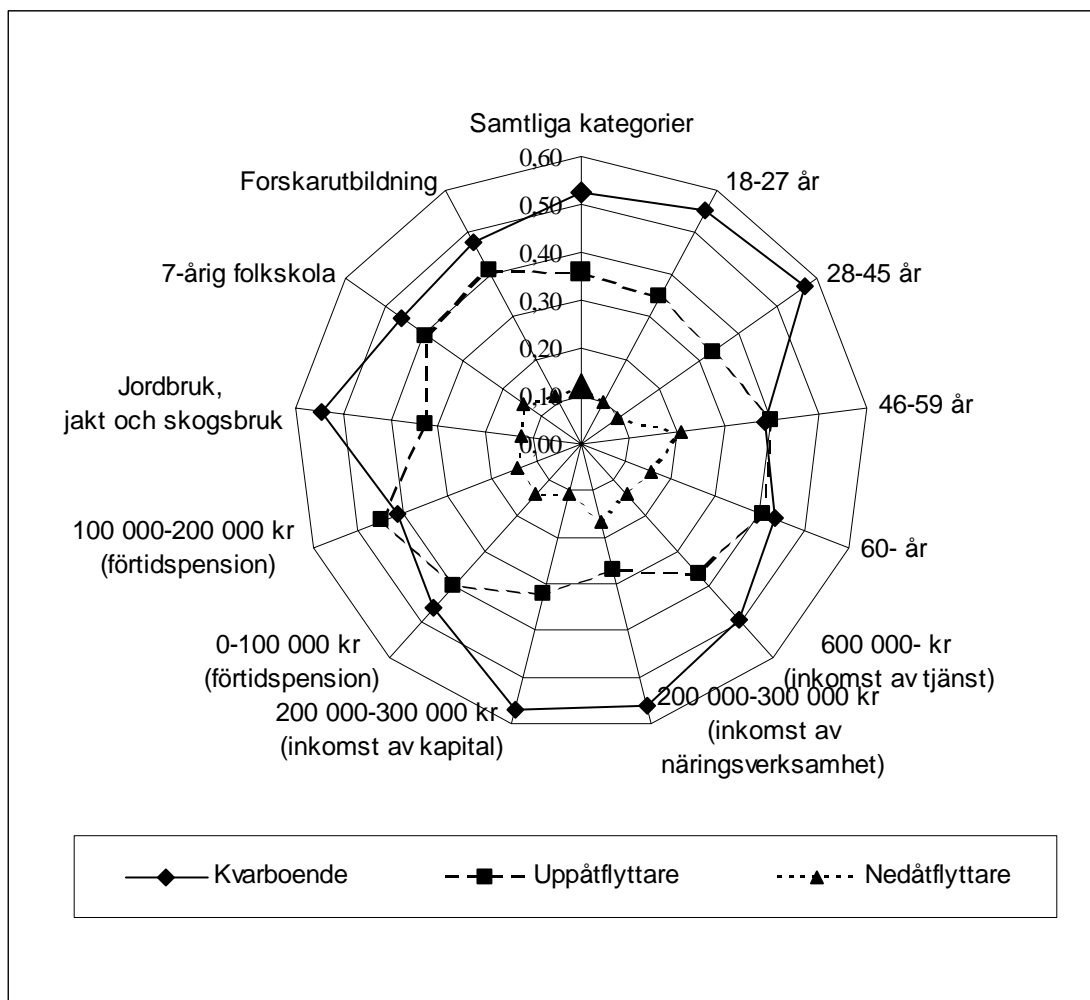 Samtliga kategorier
0,60
18-27 år
Forskarutbildning
0,50
28-45 år
7-årig folkskola
0,40
0,30
0,20
Jordbruk,
jakt och skogsbruk
46-59 år
0,10
0,00
100 000-200 000 kr
(förtidspension)
60- år
0-100 000 kr
(förtidspension)
600 000- kr
(inkomst av tjänst)
200 000-300 000 kr
(inkomst av kapital)
200 000-300 000 kr
(inkomst av
näringsverksamhet)
Kvarboende
Uppåtflyttare
Nedåtflyttare